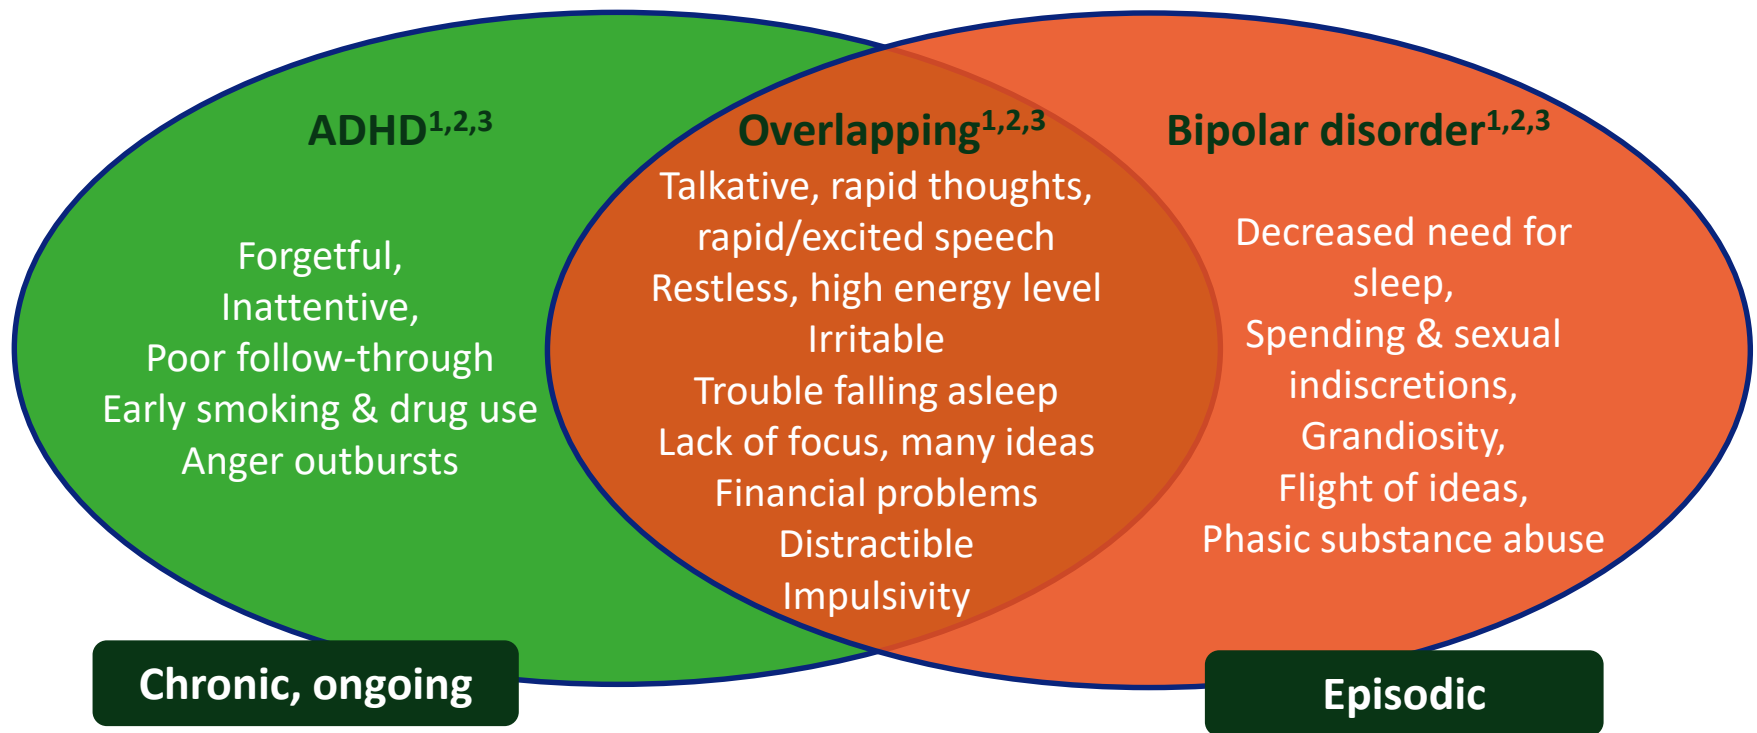 ADHD1,2,3
Forgetful,
Inattentive,
Poor follow-through
Early smoking & drug use
Anger outbursts
Chronic, ongoing
Overlapping1,2,3
Talkative, rapid thoughts,
rapid/excited speech
Restless, high energy level
Irritable
Trouble falling asleep
Lack of focus, many ideas
Financial problems
Distractible
Impulsivity
Bipolar disorder1,2,3
Decreased need for
sleep,
Spending & sexual
indiscretions,
Grandiosity,
Flight of ideas,
Phasic substance abuse
Episodic